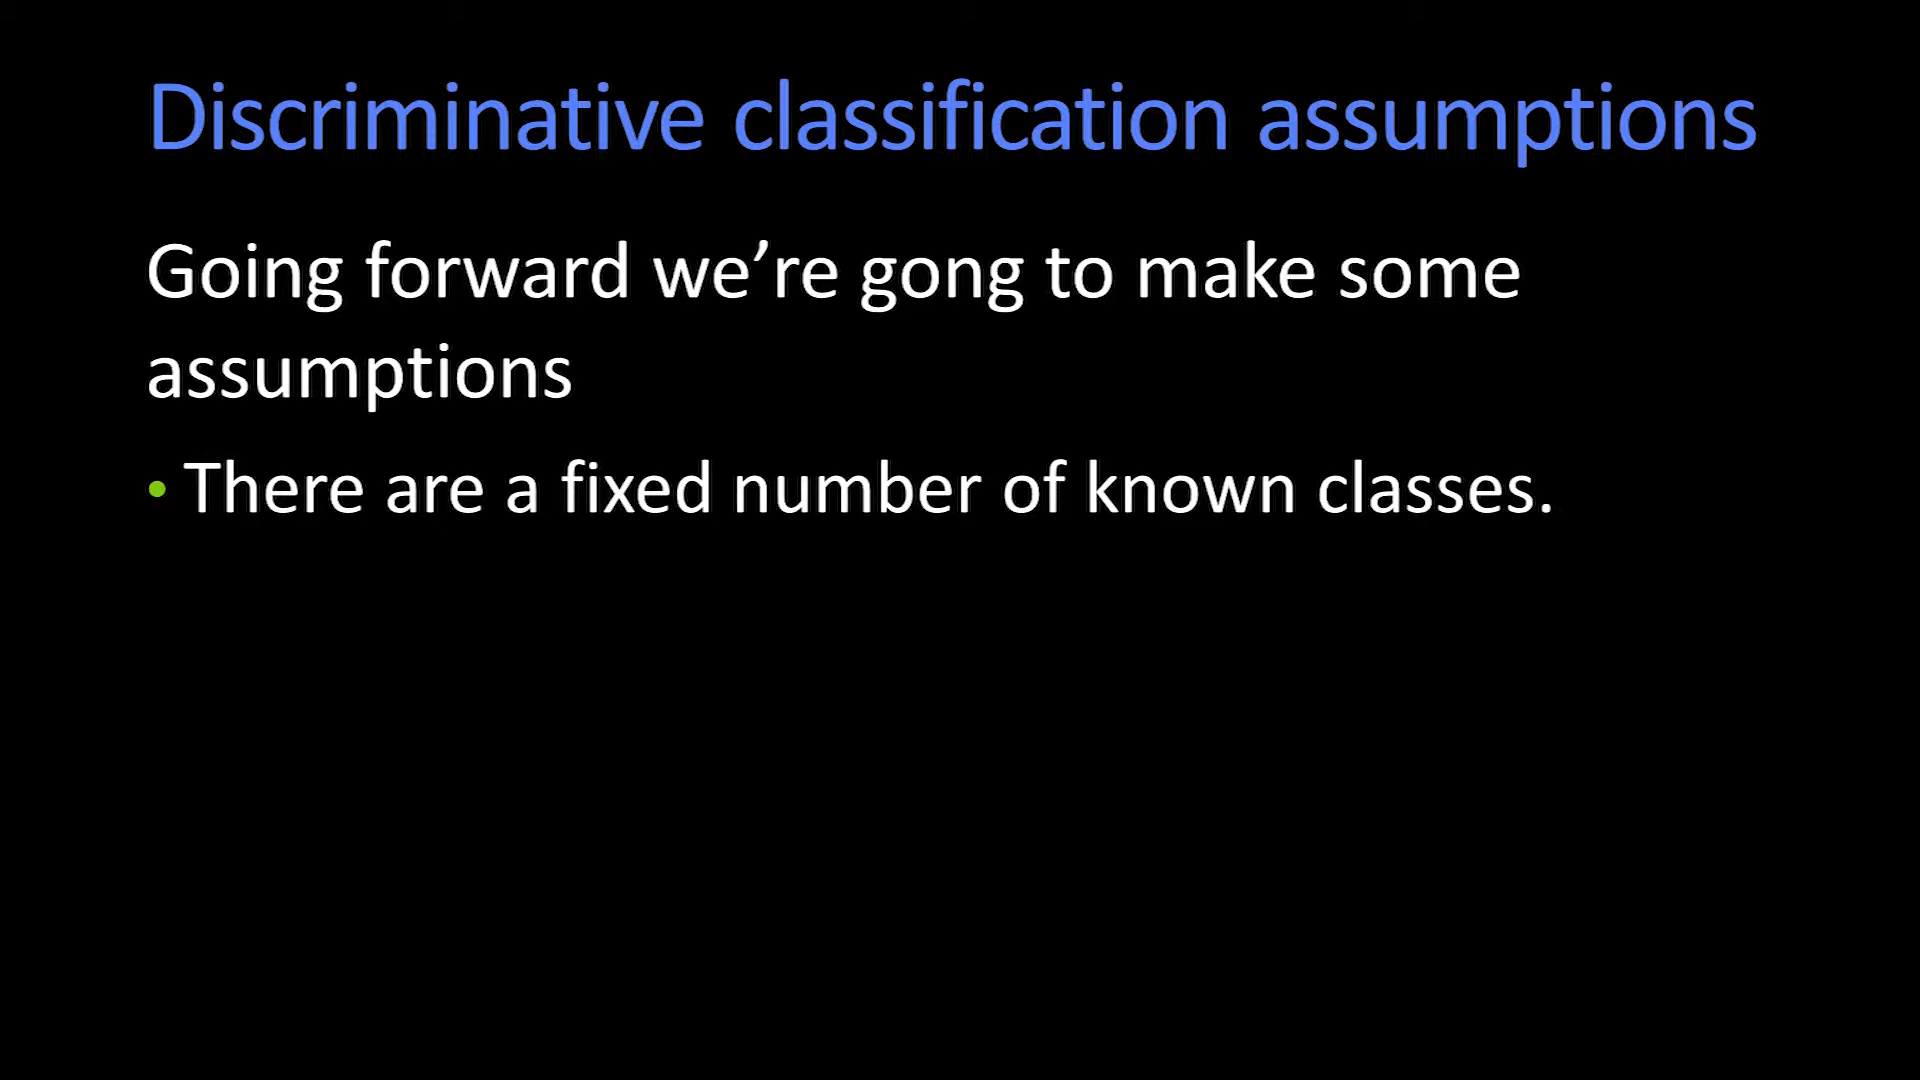 Discriminative classification assumptions
Going forward we’re gong to make some
assumptions
• There are a fixed number of known classes.